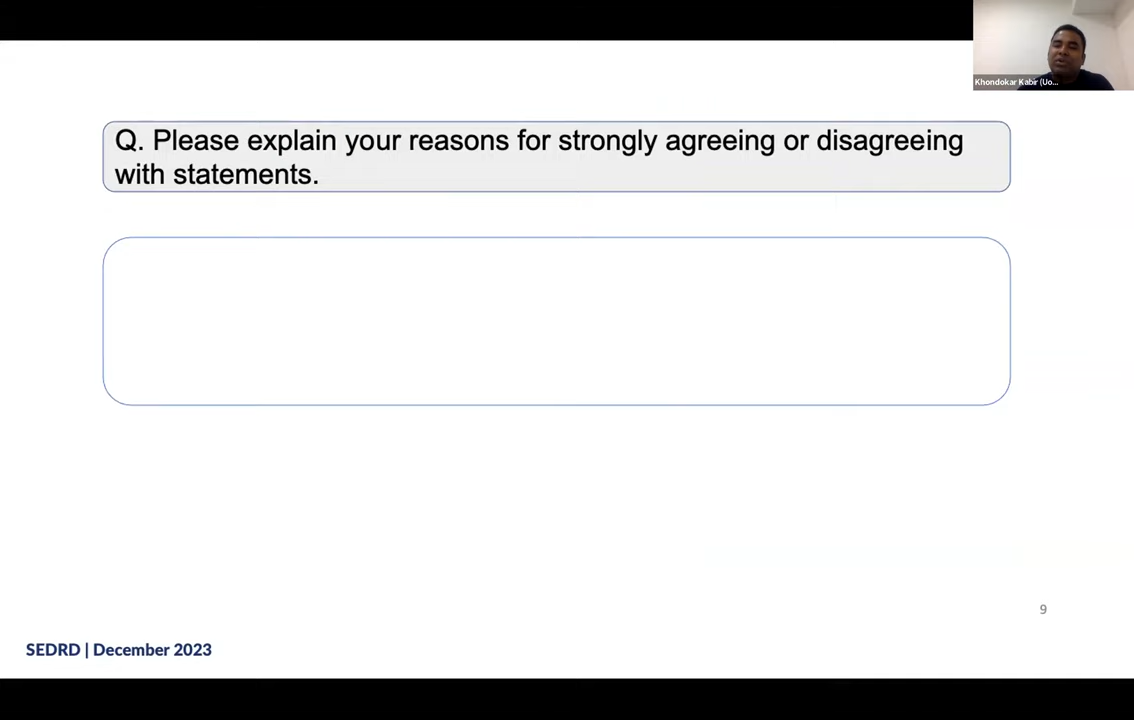 Khondokar Kabir (Uo...
Q. Please explain your reasons for strongly agreeing or disagreeing
with statements.
9
SEDRD | December 2023